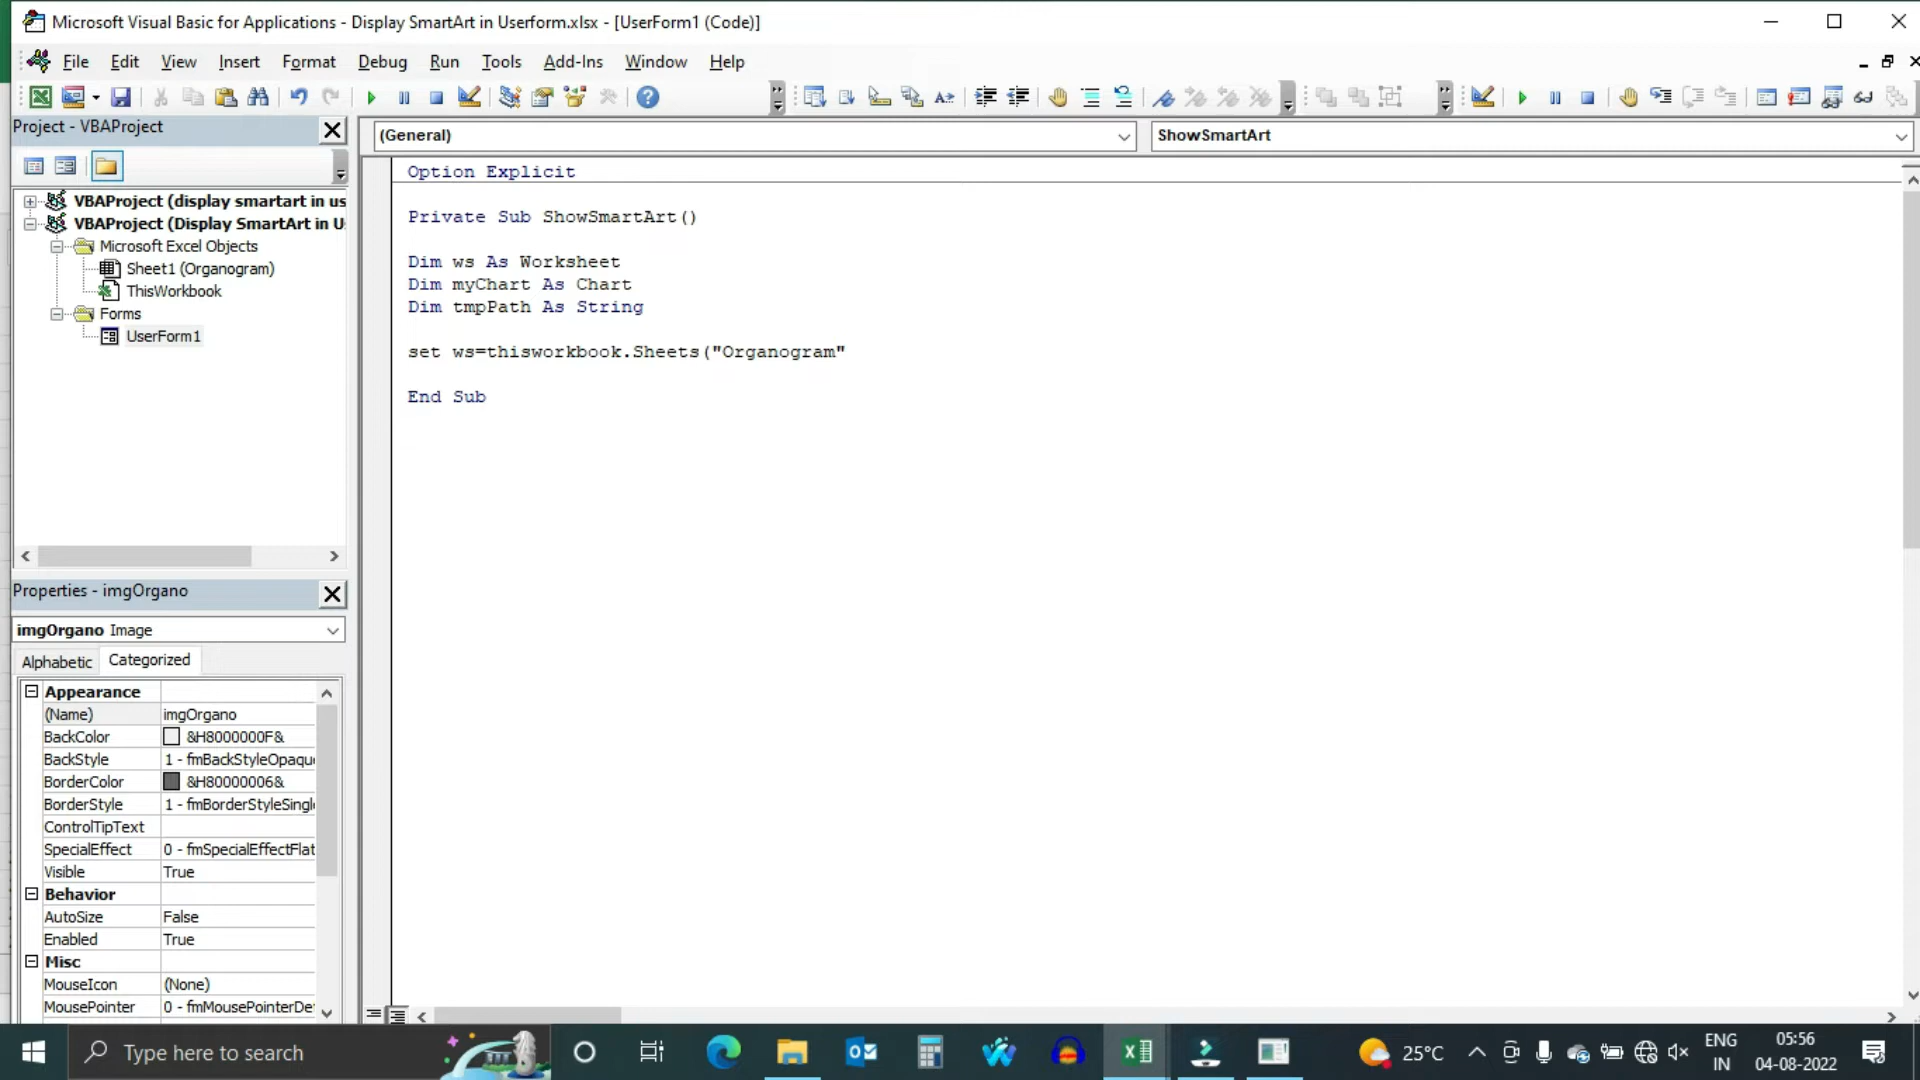 Microsoft Visual Basic for Applications - Display SmartArt in Userform.xlsx - [UserForm1 (Code)]
File Edit View Insert Format Debug Run Tools Add-Ins Window Help
Project - VBAProject
(General)
ShowSmartArt
VBAProject (display smartart in us
VBAProject (Display SmartArt in U
Microsoft Excel Objects
Sheet1 (Organogram)
ThisWorkbook
Forms
UserForm1
Option Explicit
Private Sub ShowSmartArt()
Dim ws As Worksheet
Dim myChart As Chart
Dim tmpPath As String
set ws=thisworkbook.Sheets("Organogram"
End Sub
Properties - imgOrgano
imgOrgano Image
Alphabetic Categorized
Appearance
(Name) imgOrgano
BackColor &H8000000F&
BackStyle 1 - fmBackStyleOpaqu
BorderColor &H80000006&
BorderStyle 1 - fmBorderStyleSingl
ControlTipText
SpecialEffect 0 - fmSpecialEffectFlat
Visible True
Behavior
AutoSize False
Enabled True
Misc
MouseIcon (None)
MousePointer 0 - fmMousePointerDe
Type here to search
25°C
ENG
IN
05:56
04-08-2022